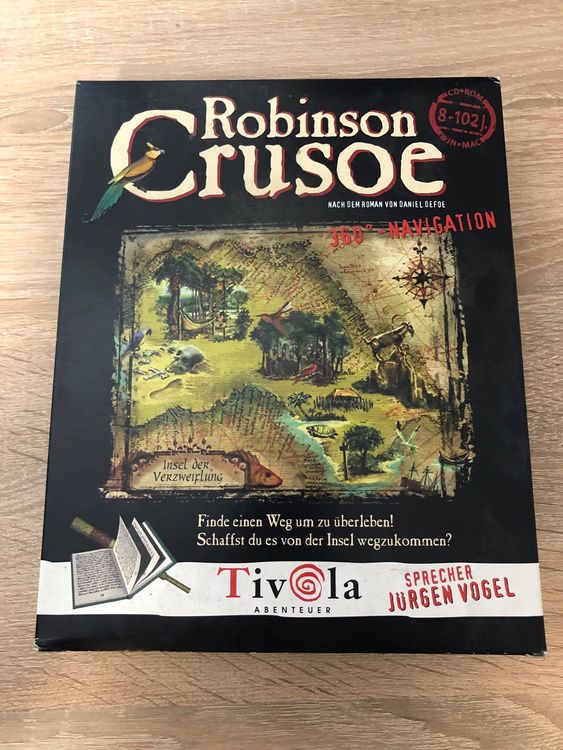 Robinson
Crusoe
CD-ROM
8-102 J.
WIN+MAC
NACH DEM ROMAN VON DANIEL DEFOE
360°-NAVIGATION
INSEL DER
VERZWEIFLUNG
Finde einen Weg um zu überleben!
Schaffst du es von der Insel wegzukommen?
Tivola
ABENTEUER
SPRECHER
JÜRGEN VOGEL